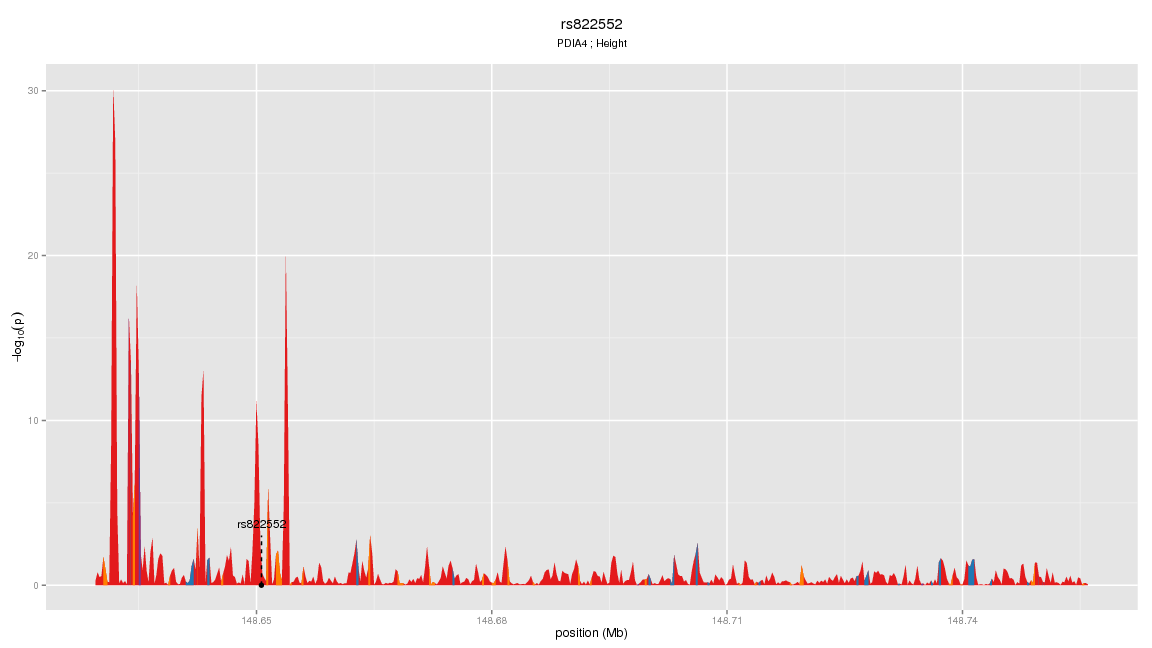 rs822552
PDIA4 ; Height
30
20
10
0
−log10(p)
rs822552
148.65
148.68
148.71
148.74
position (Mb)